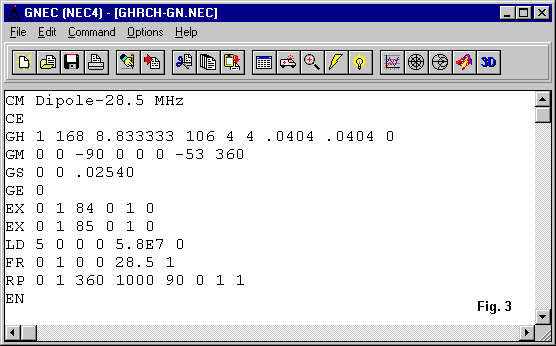 GNEC (NEC4) - [GHRCH-GN.NEC]
File Edit Command Options Help
3D
CM Dipole-28.5 MHz
CE
GH 1 168 8.833333 106 4 4 .0404 .0404 0
GM 0 0 -90 0 0 0 -53 360
GS 0 0 .02540
GE 0
EX 0 1 84 0 1 0
EX 0 1 85 0 1 0
LD 5 0 0 0 5.8E7 0
FR 0 1 0 0 28.5 1
RP 0 1 360 1000 90 0 1 1
EN
Fig. 3